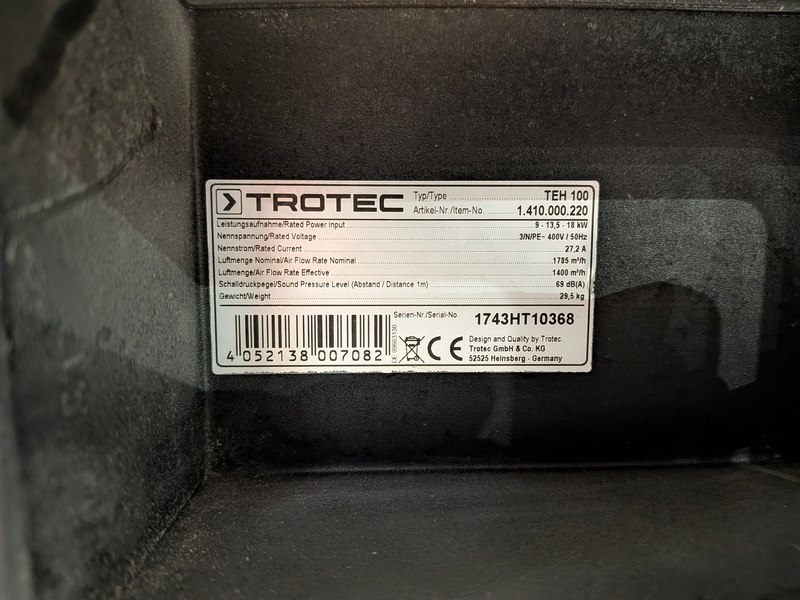 TROTEC
Typ/Type TEH 100
Artikel-Nr./Item-No. 1.410.000.220
Leistungsaufnahme/Rated Power Input 9 - 13,5 - 18 kW
Nennspannung/Rated Voltage 3/N/PE~ 400V / 50Hz
Nennstrom/Rated Current 27,2 A
Luftmenge Nominal/Air Flow Rate Nominal 1785 m³/h
Luftmenge/Air Flow Rate Effective 1400 m³/h
Schalldruckpegel/Sound Pressure Level (Abstand / Distance 1m) 69 dB(A)
Gewicht/Weight 29,5 kg
Serien-Nr./Serial-No. 1743HT10368
4 052138 007082
CE
Design and Quality by Trotec.
Trotec GmbH & Co. KG
52525 Heinsberg - Germany